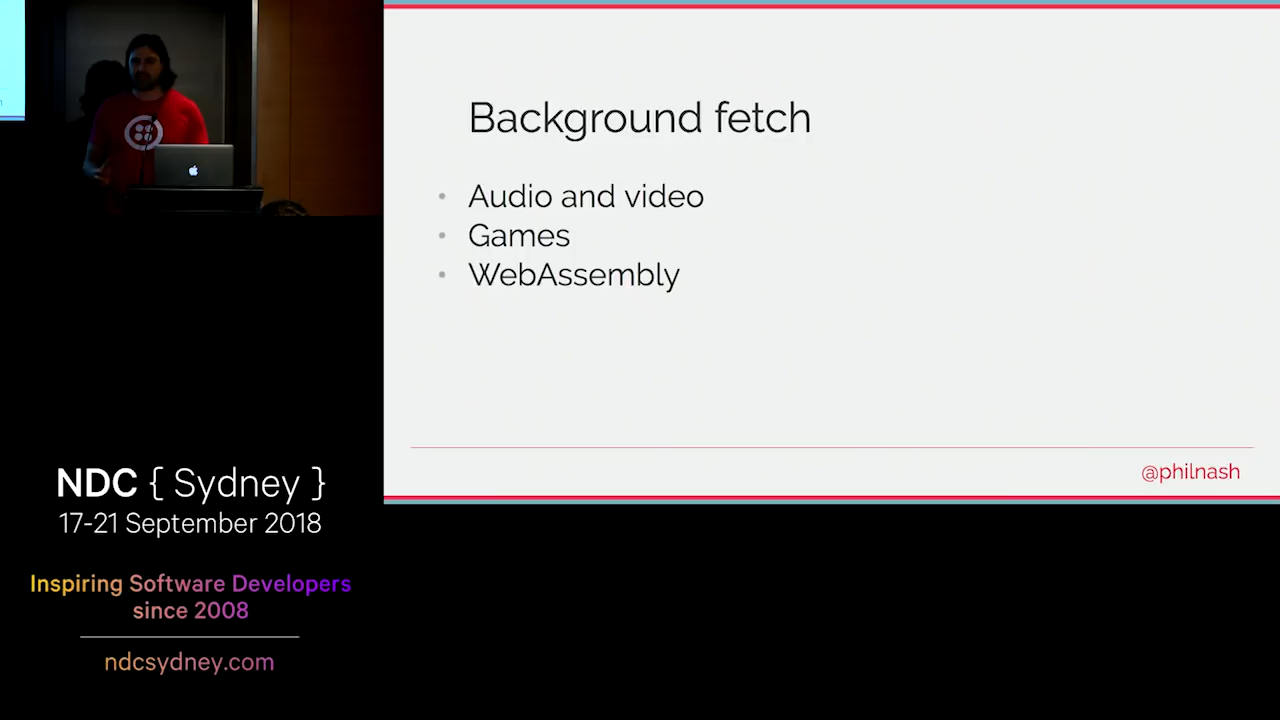 Background fetch
• Audio and video
• Games
• WebAssembly
@philnash
NDC { Sydney }
17-21 September 2018
Inspiring Software Developers
since 2008
ndcsydney.com